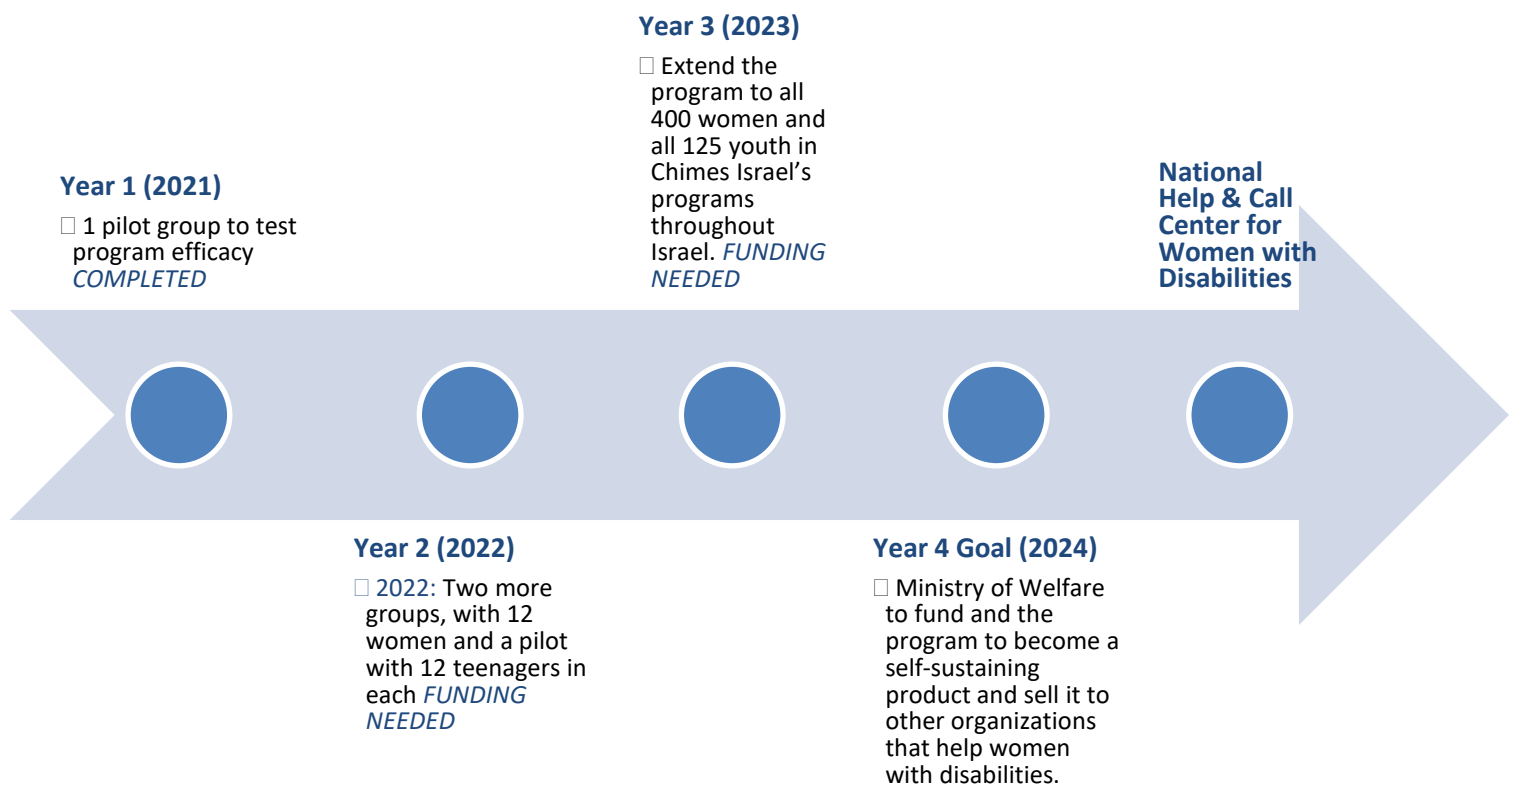 Year 1 (2021)
□ 1 pilot group to test
program efficacy
COMPLETED
Year 2 (2022)
□ 2022: Two more
groups, with 12
women and a pilot
with 12 teenagers in
each FUNDING
NEEDED
Year 3 (2023)
□ Extend the
program to all
400 women and
all 125 youth in
Chimes Israel’s
programs
throughout
Israel. FUNDING
NEEDED
Year 4 Goal (2024)
□ Ministry of Welfare
to fund and the
program to become a
self-sustaining
product and sell it to
other organizations
that help women
with disabilities.
National
Help & Call
Center for
Women with
Disabilities